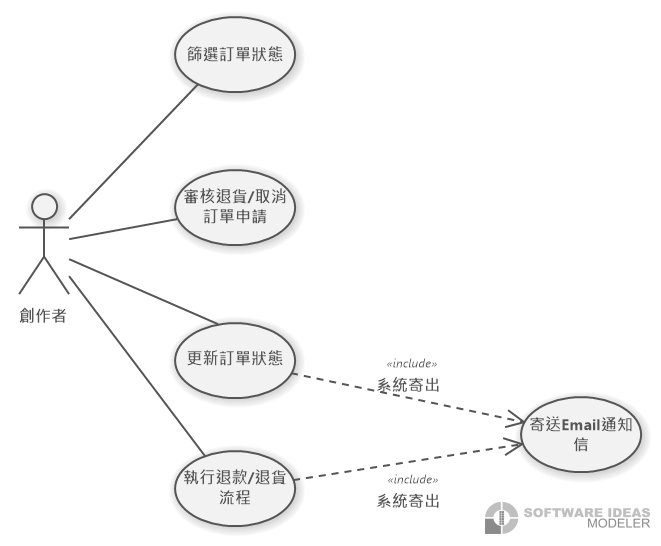 篩選訂單狀態
審核退貨/取消
訂單申請
創作者
更新訂單狀態
«include»
系統寄出
寄送Email通知
信
執行退款/退貨
流程
«include»
系統寄出
SOFTWARE IDEAS
MODELER